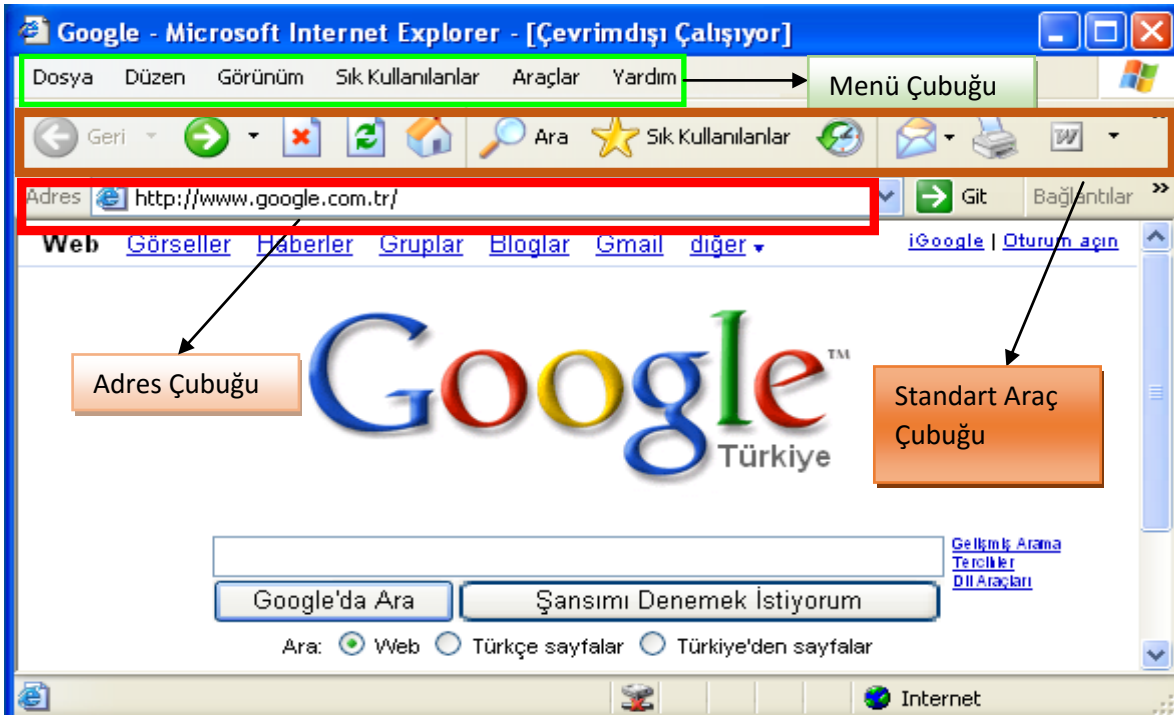 Google - Microsoft Internet Explorer - [Çevrimdışı Çalışıyor]
Dosya Düzen Görünüm Sık Kullanılanlar Araçlar Yardım
Menü Çubuğu
Geri Ara Sık Kullanılanlar
Adres http://www.google.com.tr/ Git Bağlantılar »
Web Görseller Haberler Gruplar Bloglar Gmail diğer iGoogle | Oturum açın
Google™
Türkiye
Adres Çubuğu
Standart Araç
Çubuğu
Gelişmiş Arama
Tercihler
Dil Araçları
Google'da Ara Şansımı Denemek İstiyorum
Ara: Web Türkçe sayfalar Türkiye'den sayfalar
Internet